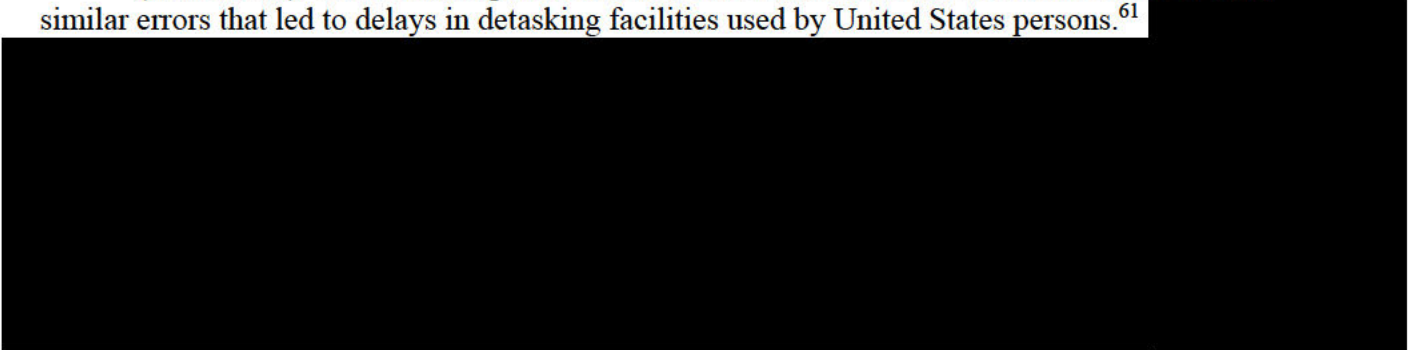 similar errors that led to delays in detasking facilities used by United States persons.61